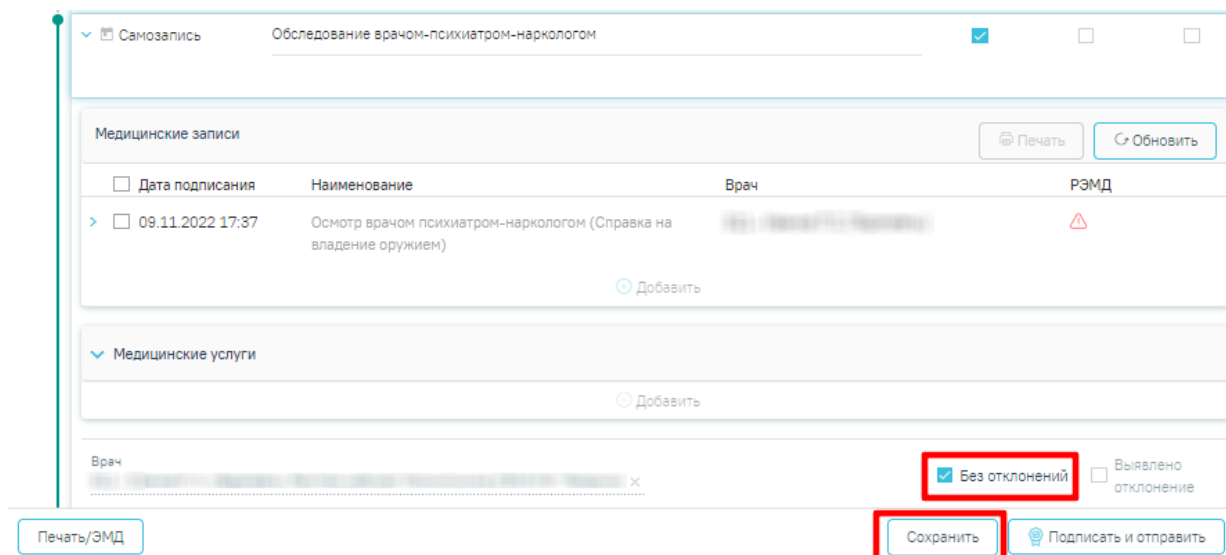 Самозапись Обследование врачом-психиатром-наркологом
Медицинские записи Печать Обновить
Дата подписания Наименование Врач РЭМД
09.11.2022 17:37 Осмотр врачом психиатром-наркологом (Справка на
владение оружием)
Добавить
Медицинские услуги
Добавить
Врач
Без отклонений Выявлено
отклонение
Печать/ЭМД Сохранить Подписать и отправить